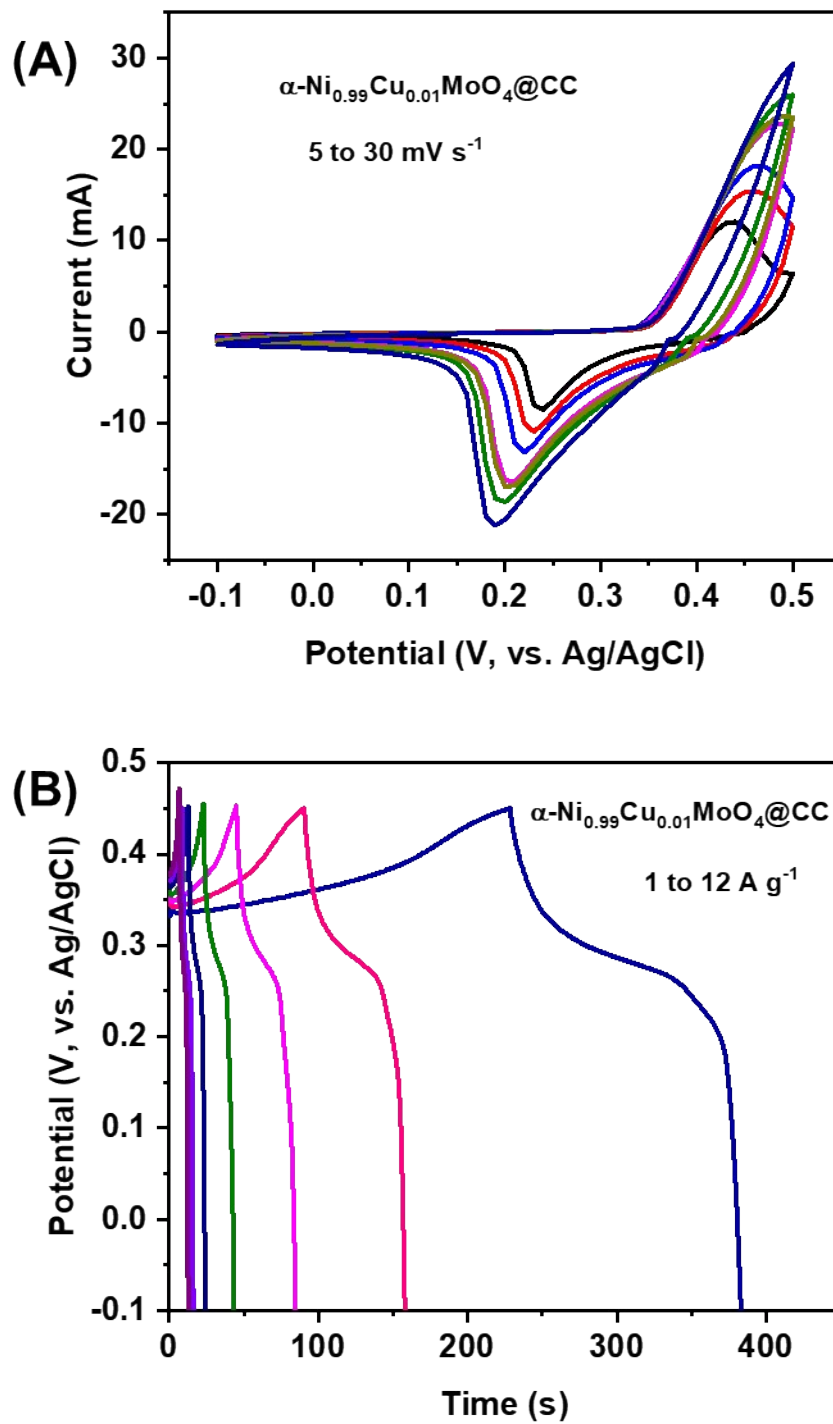 (A)
α-Ni₀.₉₉Cu₀.₀₁MoO₄@CC
5 to 30 mV s⁻¹
Current (mA)
30
20
10
0
-10
-20
-0.1 0.0 0.1 0.2 0.3 0.4 0.5
Potential (V, vs. Ag/AgCl)
(B)
α-Ni₀.₉₉Cu₀.₀₁MoO₄@CC
1 to 12 A g⁻¹
Potential (V, vs. Ag/AgCl)
0.5
0.4
0.3
0.2
0.1
0.0
-0.1
0 100 200 300 400
Time (s)